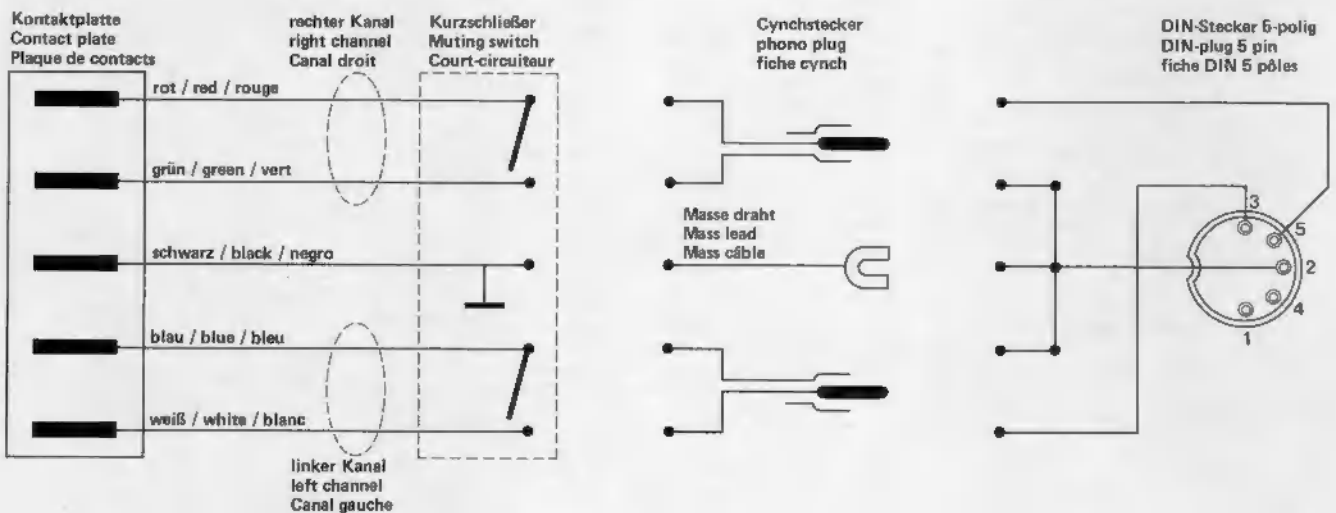 Kontaktplatte
Contact plate
Plaque de contacts
rechter Kanal
right channel
Canal droit
Kurzschließer
Muting switch
Court-circuiteur
Cynchstecker
phono plug
fiche cynch
DIN-Stecker 5-polig
DIN-plug 5 pin
fiche DIN 5 pôles
rot / red / rouge
grün / green / vert
schwarz / black / negro
blau / blue / bleu
weiß / white / blanc
linker Kanal
left channel
Canal gauche
Masse draht
Mass lead
Mass câble
3
5
2
4
1